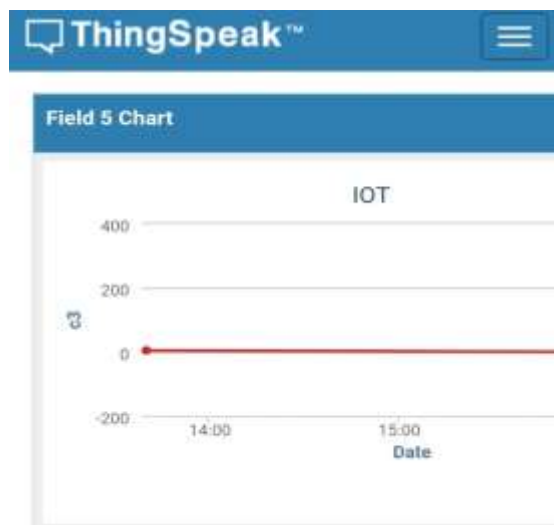 ThingSpeak™
Field 5 Chart
IOT
400
200
c3
0
-200
14:00
15:00
Date